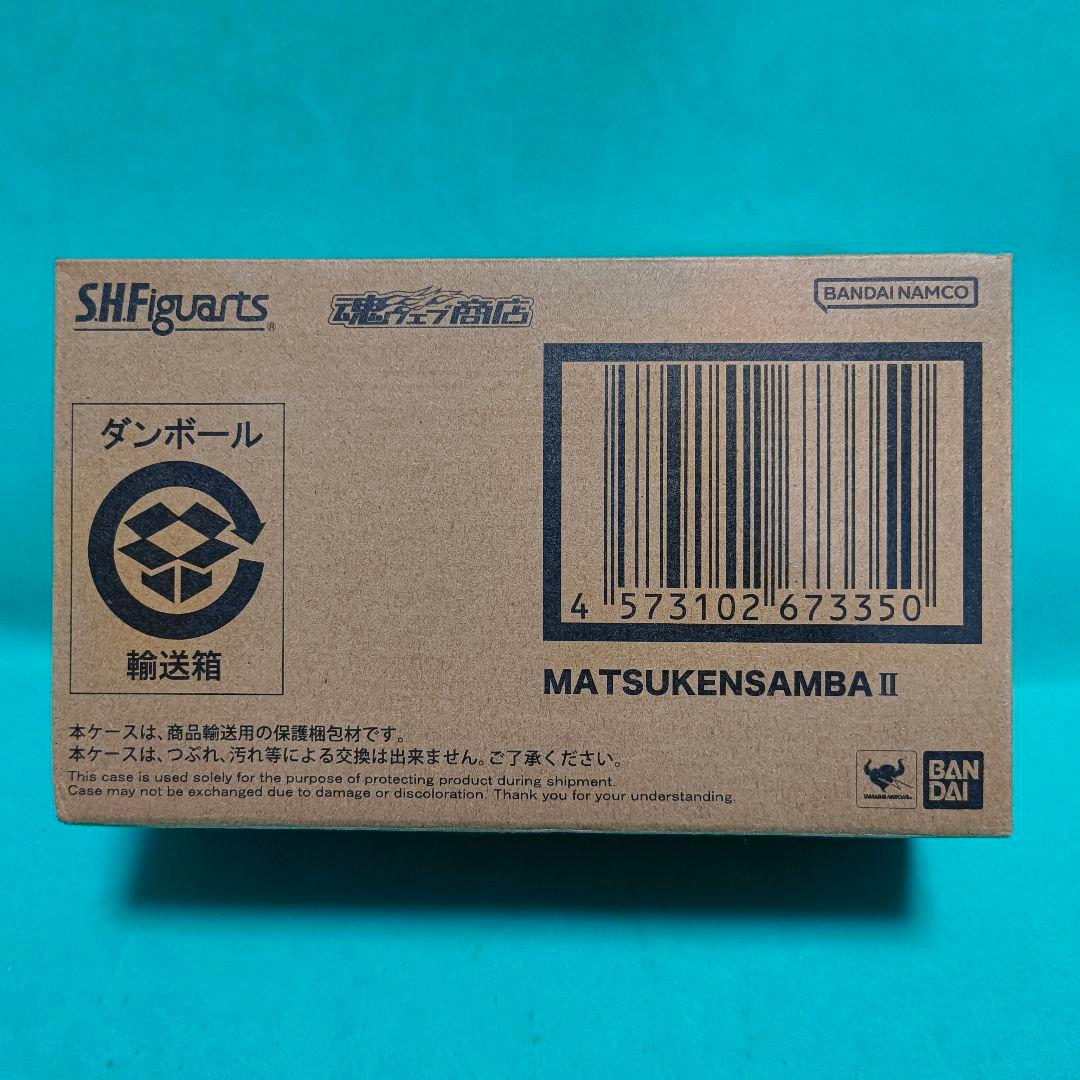 S.H.Figuarts®
魂ウェブ商店
BANDAI NAMCO
ダンボール
輸送箱
4 573102 673350
MATSUKENSAMBA II
本ケースは、商品輸送用の保護梱包材です。
本ケースは、つぶれ、汚れ等による交換は出来ません。ご了承ください。
This case is used solely for the purpose of protecting product during shipment.
Case may not be exchanged due to damage or discoloration. Thank you for your understanding.
TAMASHII NATIONS
BAN
DAI